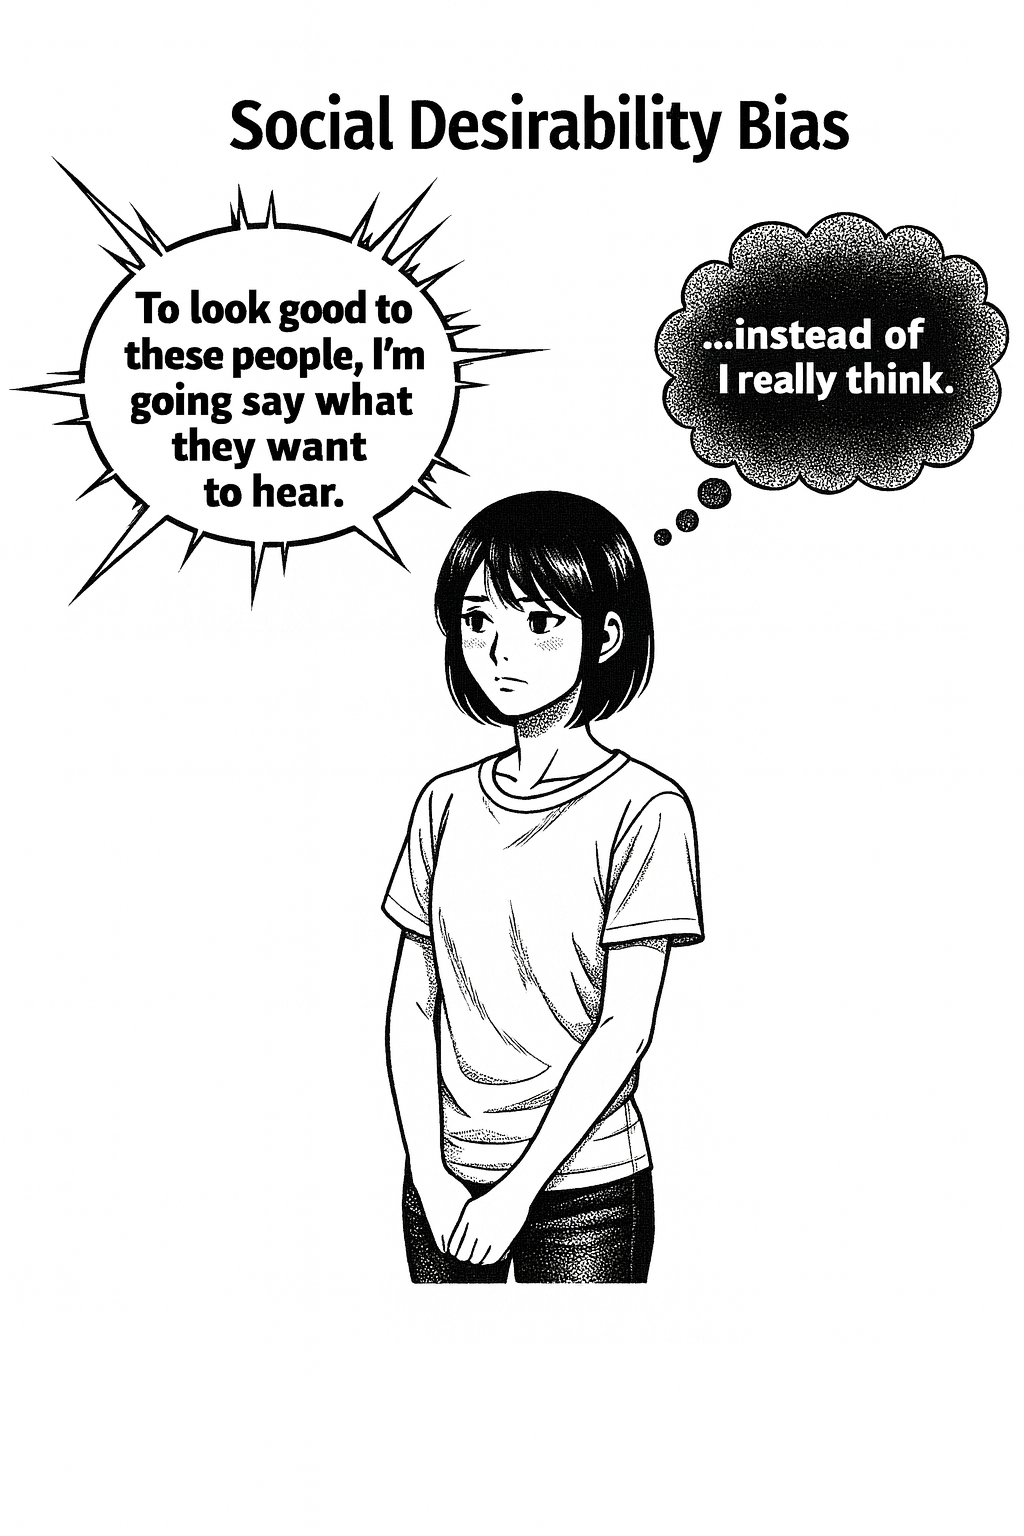 Social Desirability Bias
To look good to
these people, I'm
going say what
they want
to hear.
...instead of
I really think.